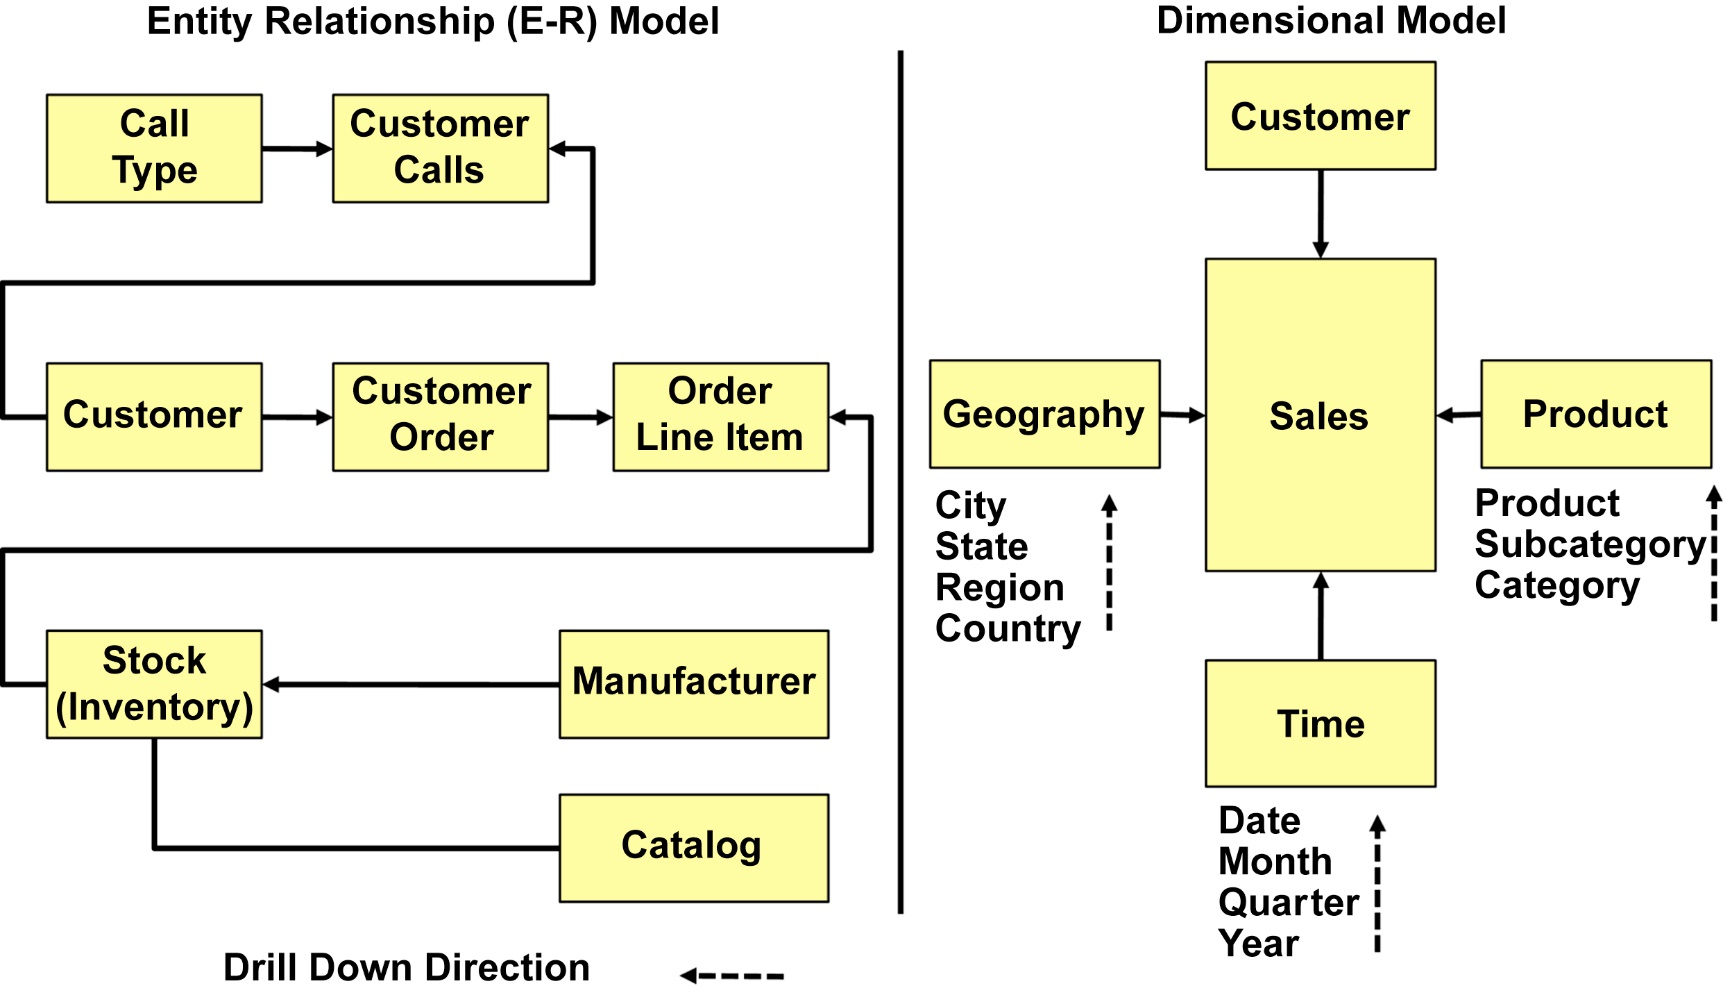 Entity Relationship (E-R) Model
Call
Type
Customer
Calls
Customer
Customer
Order
Order
Line Item
Stock
(Inventory)
Manufacturer
Catalog
Drill Down Direction
Dimensional Model
Customer
Geography
Sales
Product
City
State
Region
Country
Product
Subcategory
Category
Time
Date
Month
Quarter
Year